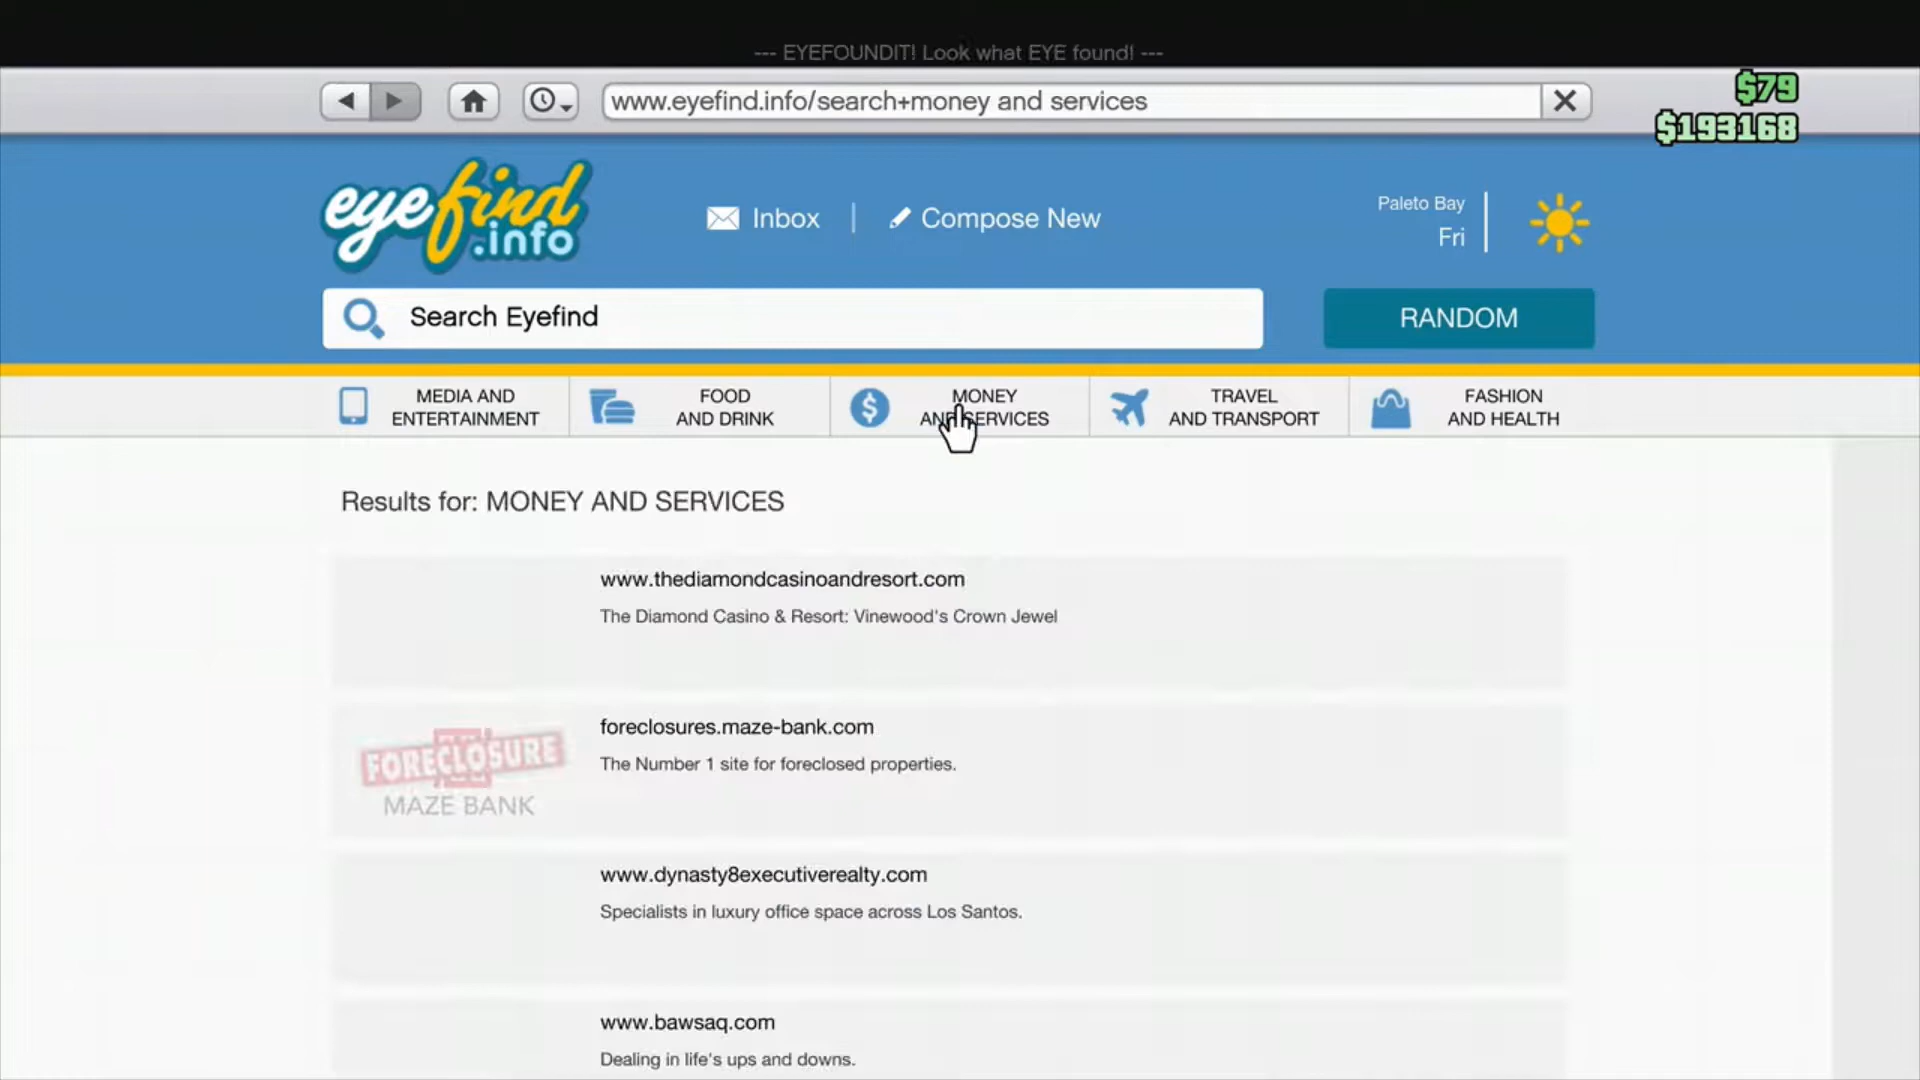 --- EYEFOUNDIT! Look what EYE found! ---
www.eyefind.info/search+money and services
$79
$193168
eyefind
.info
Inbox
Compose New
Paleto Bay
Fri
Search Eyefind
RANDOM
MEDIA AND
ENTERTAINMENT
FOOD
AND DRINK
MONEY
AND SERVICES
TRAVEL
AND TRANSPORT
FASHION
AND HEALTH
Results for: MONEY AND SERVICES
www.thediamondcasinoandresort.com
The Diamond Casino & Resort: Vinewood's Crown Jewel
FORECLOSURE
MAZE BANK
foreclosures.maze-bank.com
The Number 1 site for foreclosed properties.
www.dynasty8executiverealty.com
Specialists in luxury office space across Los Santos.
www.bawsaq.com
Dealing in life's ups and downs.